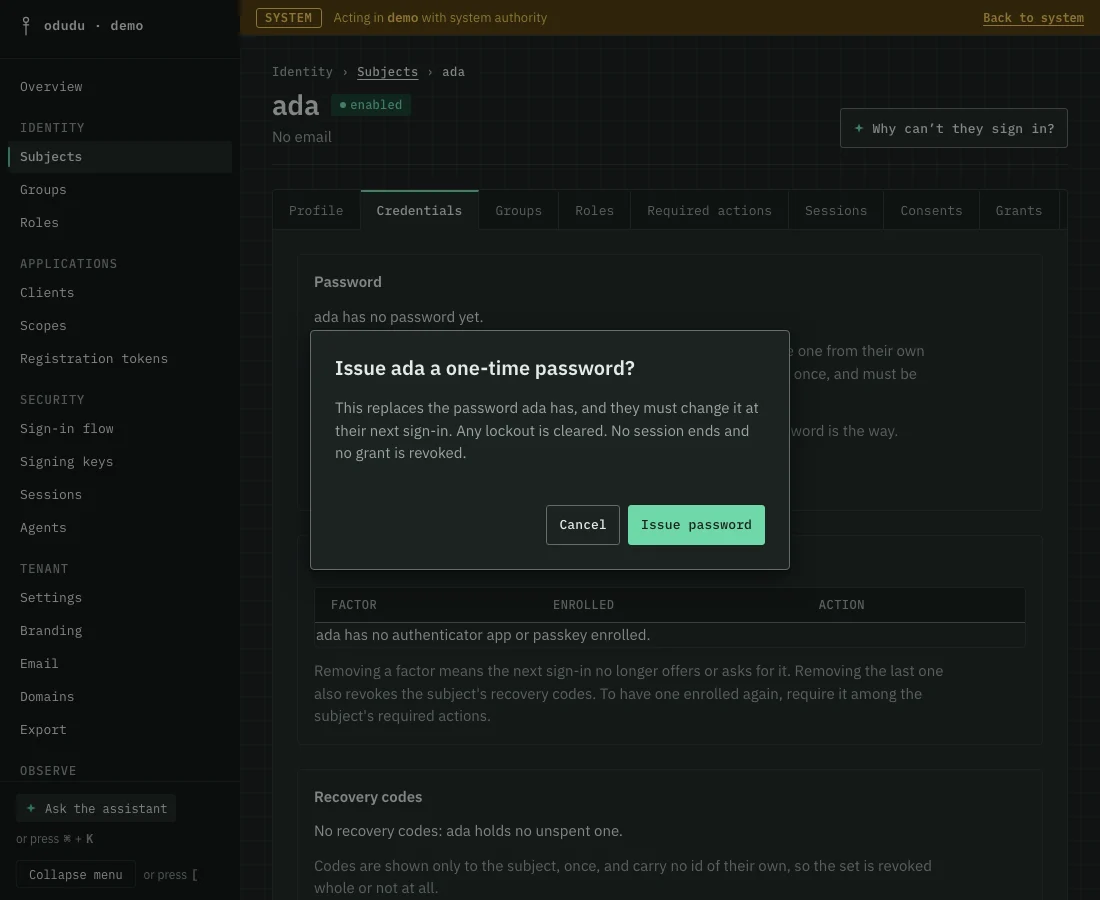 odudu · demo
SYSTEM Acting in demo with system authority Back to system
Overview
IDENTITY
Subjects
Groups
Roles
APPLICATIONS
Clients
Scopes
Registration tokens
SECURITY
Sign-in flow
Signing keys
Sessions
Agents
TENANT
Settings
Branding
Email
Domains
Export
OBSERVE
✦ Ask the assistant
or press ⌘ + K
Collapse menu or press [
Identity › Subjects › ada
ada enabled
No email
✦ Why can’t they sign in?
Profile Credentials Groups Roles Required actions Sessions Consents Grants
Password
ada has no password yet.
one from their own
once, and must be
word is the way.
Issue ada a one-time password?
This replaces the password ada has, and they must change it at
their next sign-in. Any lockout is cleared. No session ends and
no grant is revoked.
Cancel Issue password
FACTOR ENROLLED ACTION
ada has no authenticator app or passkey enrolled.
Removing a factor means the next sign-in no longer offers or asks for it. Removing the last one
also revokes the subject's recovery codes. To have one enrolled again, require it among the
subject's required actions.
Recovery codes
No recovery codes: ada holds no unspent one.
Codes are shown only to the subject, once, and carry no id of their own, so the set is revoked
whole or not at all.